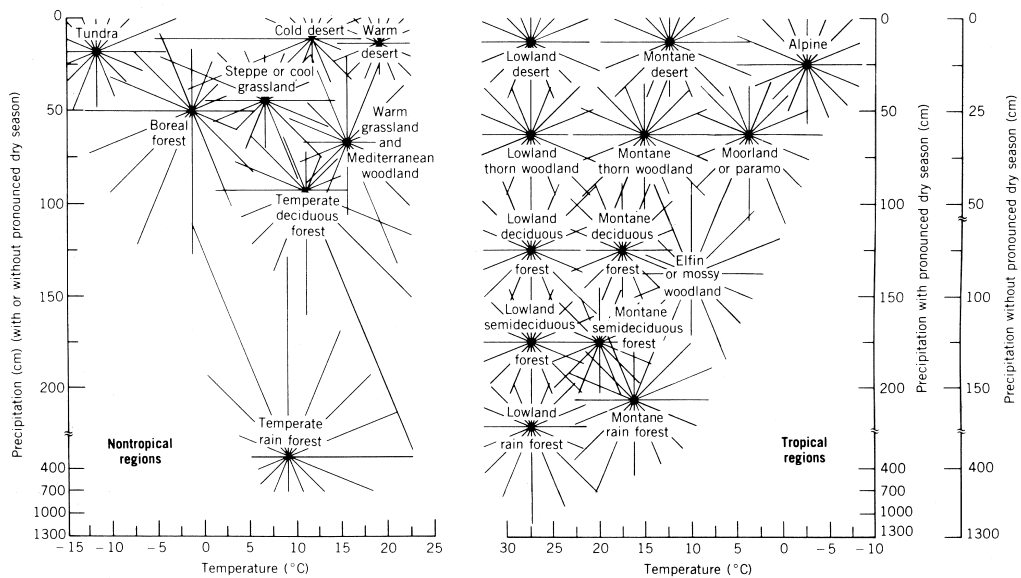 0
50
100
150
200
400
700
1000
1300
Precipitation (cm) (with or without pronounced dry season)
Tundra
Cold desert
Warm
desert
Steppe or cool
grassland
Boreal
forest
Warm
grassland
and
Mediterranean
woodland
Temperate
deciduous
forest
Temperate
rain forest
Nontropical
regions
-15 -10 -5 0 5 10 15 20 25
Temperature (°C)
Lowland
desert
Montane
desert
Alpine
Lowland
thorn woodland
Montane
thorn woodland
Moorland
or paramo
Lowland
deciduous
forest
Montane
deciduous
forest
Elfin
or mossy
woodland
Lowland
semideciduous
forest
Montane
semideciduous
forest
Lowland
rain forest
Montane
rain forest
Tropical
regions
30 25 20 15 10 5 0 -5 -10
Temperature (°C)
0
50
100
150
200
400
700
1000
1300
Precipitation with pronounced dry season (cm)
0
25
50
100
150
400
1300
Precipitation without pronounced dry season (cm)